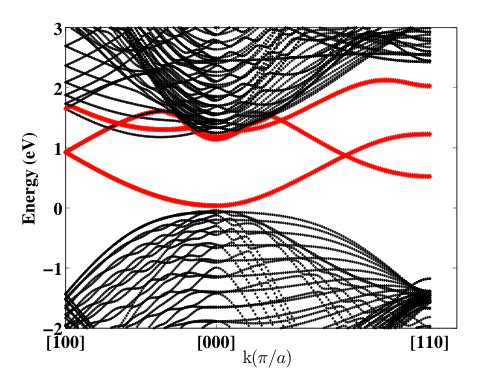 3
2
1
0
−1
−2
Energy (eV)
[100] [000] [110]
k(π/a)